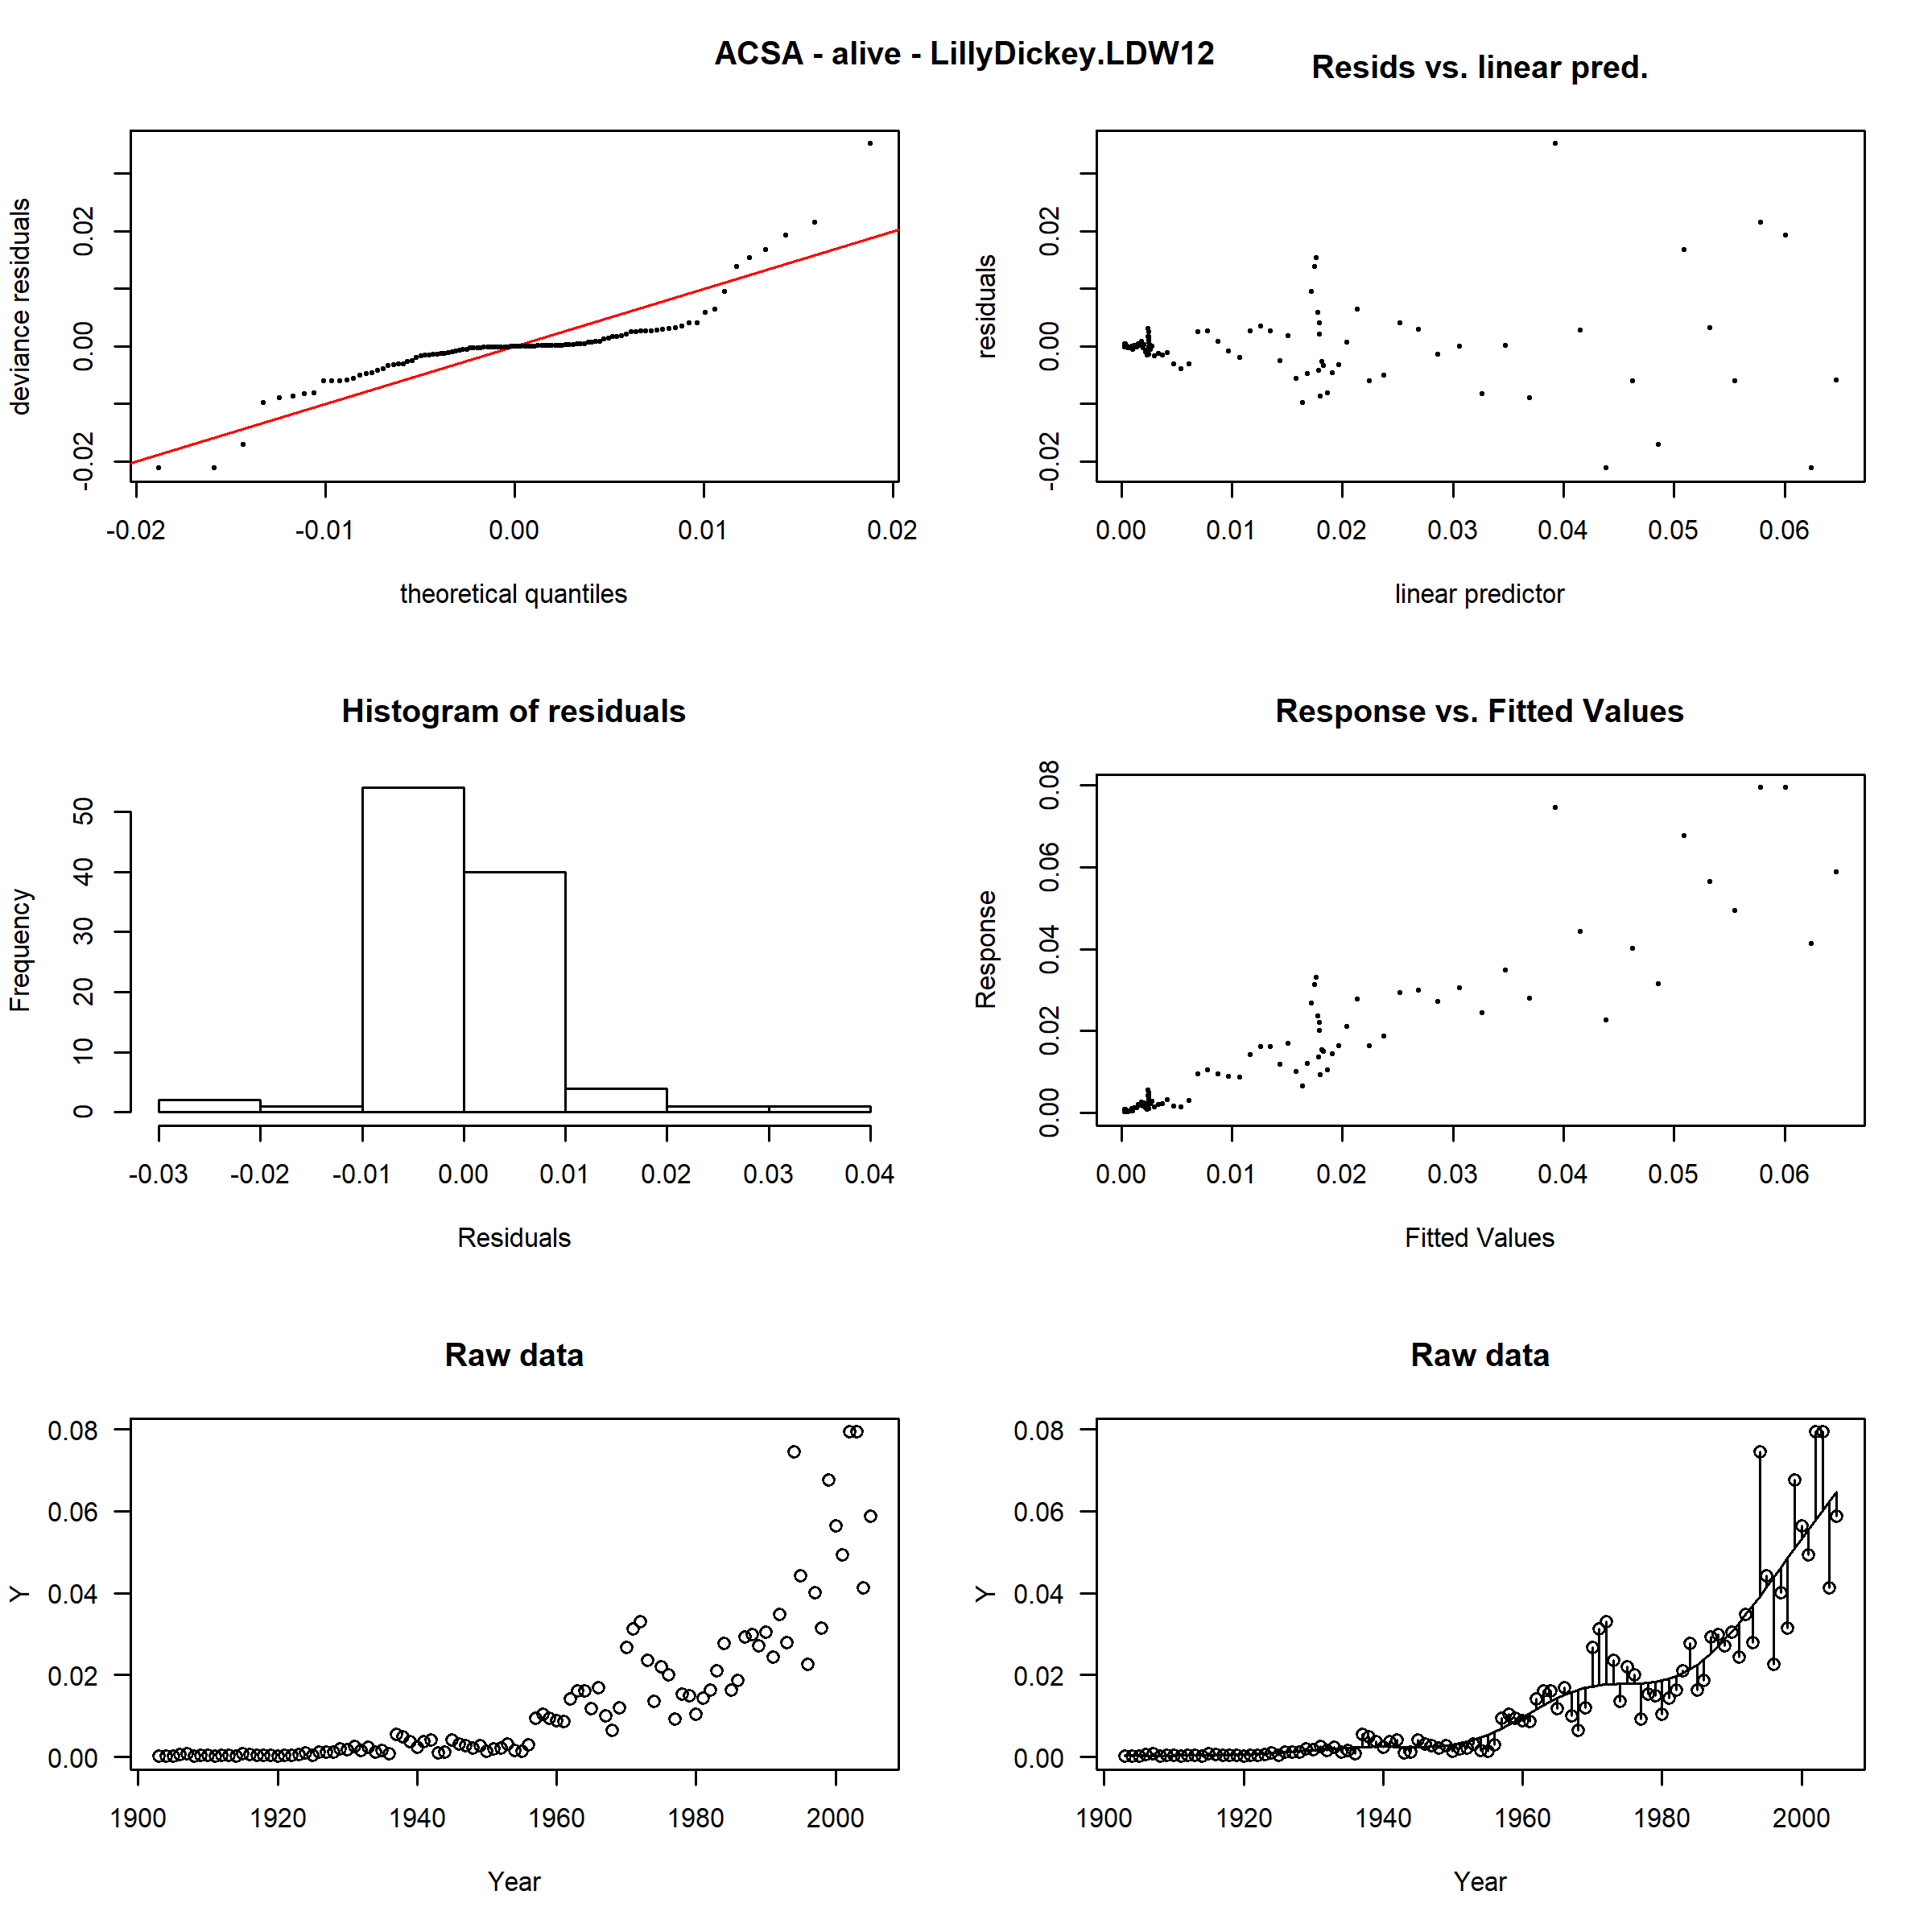 ACSA - alive - LillyDickey.LDW12
Resids vs. linear pred.
deviance residuals
-0.02 0.00 0.02
-0.02 -0.01 0.00 0.01 0.02
theoretical quantiles
residuals
-0.02 0.00 0.02
0.00 0.01 0.02 0.03 0.04 0.05 0.06
linear predictor
Histogram of residuals
Frequency
0 10 20 30 40 50
-0.03 -0.02 -0.01 0.00 0.01 0.02 0.03 0.04
Residuals
Response vs. Fitted Values
Response
0.00 0.02 0.04 0.06 0.08
0.00 0.01 0.02 0.03 0.04 0.05 0.06
Fitted Values
Raw data
Y
0.08
0.06
0.04
0.02
0.00
1900 1920 1940 1960 1980 2000
Year
Raw data
Y
0.08
0.06
0.04
0.02
0.00
1900 1920 1940 1960 1980 2000
Year